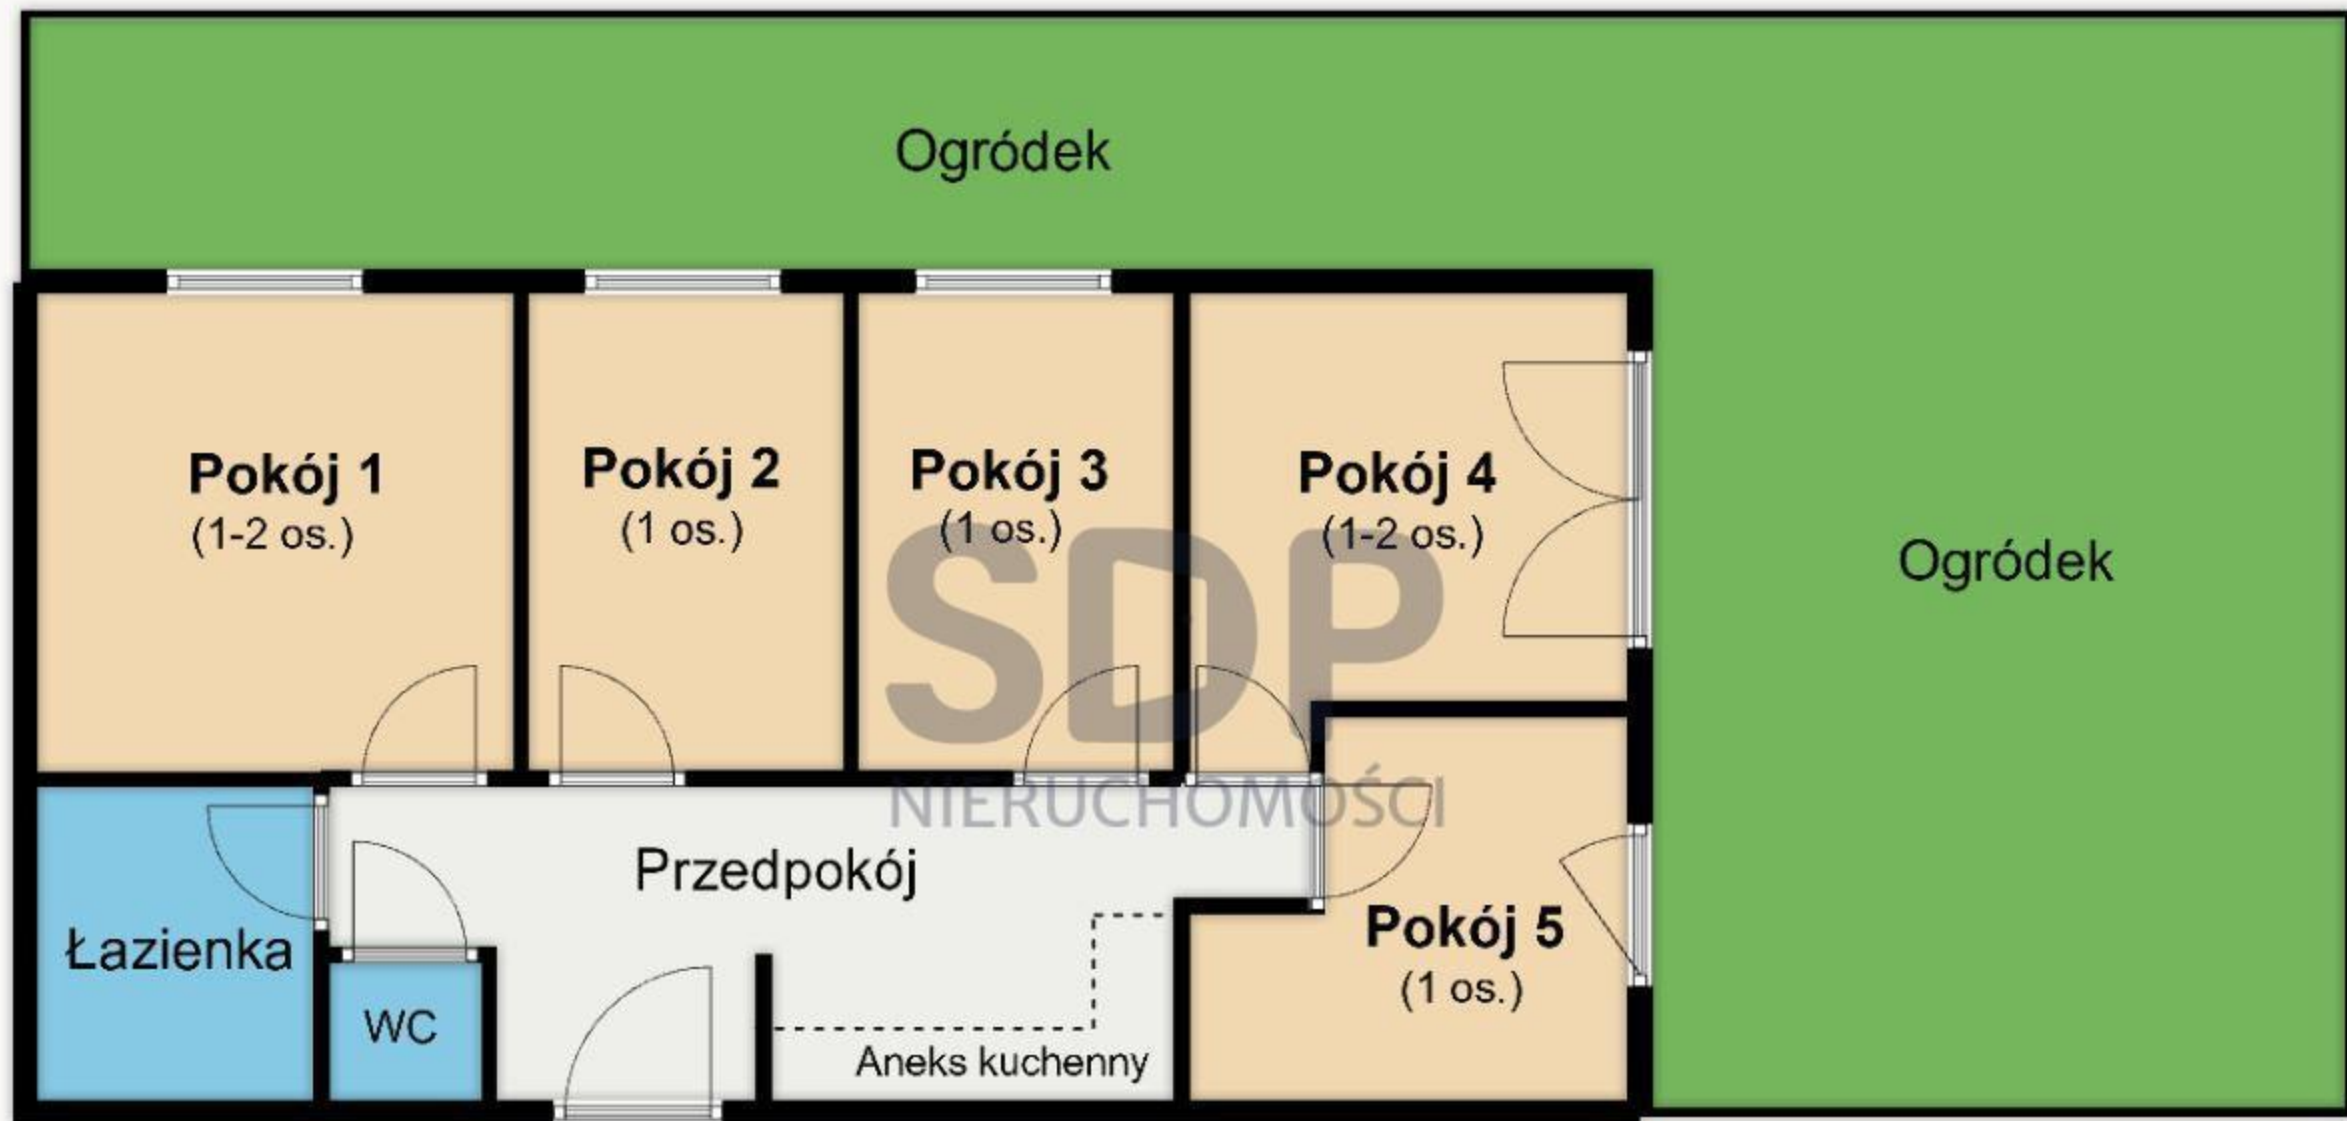 Ogródek
Pokój 1
(1-2 os.)
Pokój 2
(1 os.)
Pokój 3
(1 os.)
Pokój 4
(1-2 os.)
Ogródek
SDP
NIERUCHOMOŚCI
Przedpokój
Łazienka
WC
Aneks kuchenny
Pokój 5
(1 os.)